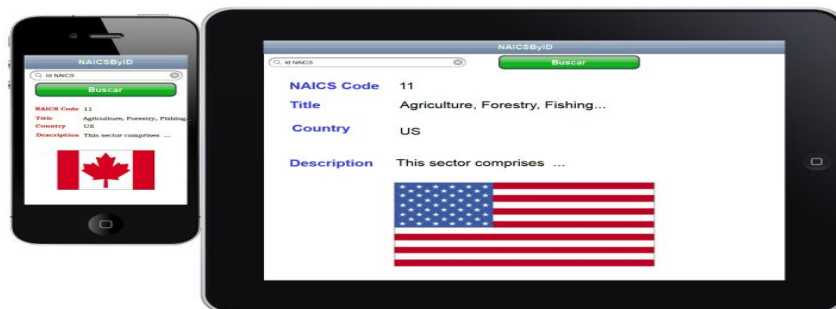 NAICSByID
id NAICS
Buscar
NAICS Code 11
Title Agriculture, Forestry, Fishing.
Country US
Description This sector comprises ...
NAICSByID
id NAICS
Buscar
NAICS Code 11
Title Agriculture, Forestry, Fishing...
Country US
Description This sector comprises ...